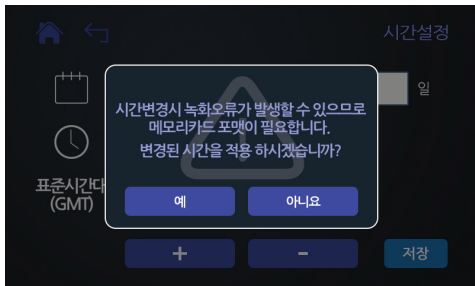 시간설정
일
시간변경시 녹화오류가 발생할 수 있으므로
메모리카드 포맷이 필요합니다.
변경된 시간을 적용 하시겠습니까?
표준시간대
(GMT)
예
아니요
+
-
저장